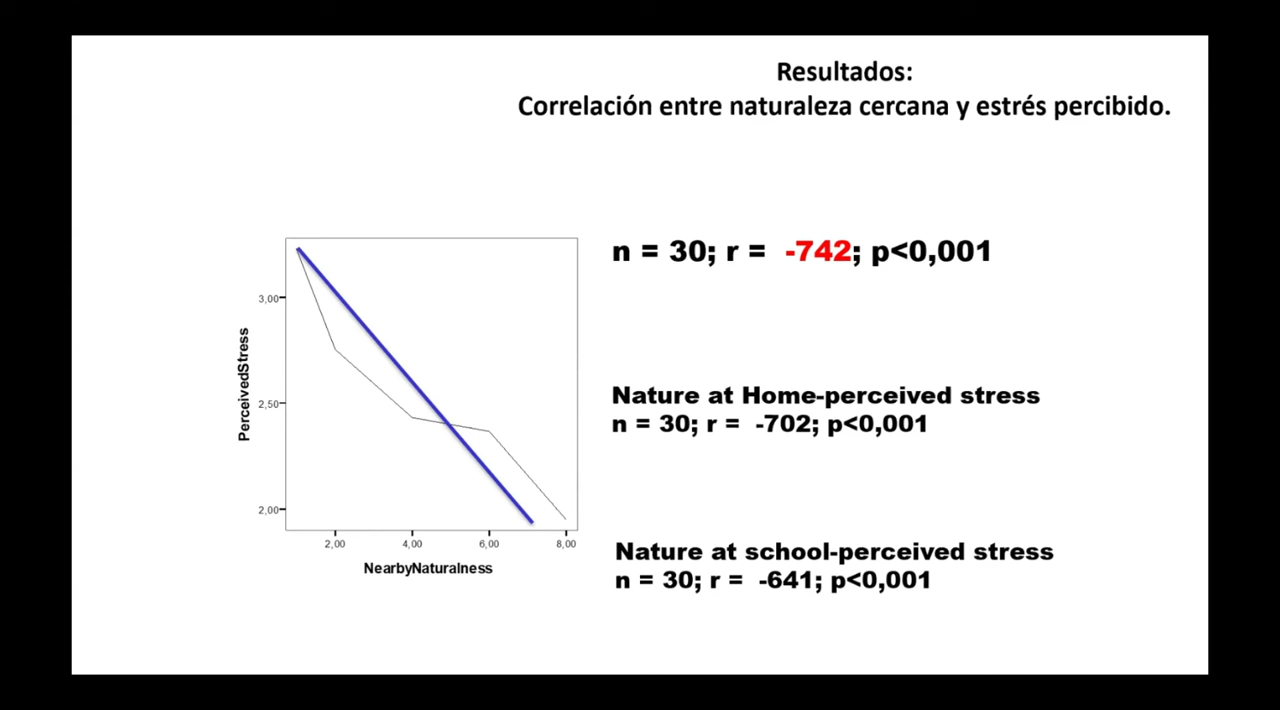 Resultados:
Correlación entre naturaleza cercana y estrés percibido.
n = 30; r = -742; p<0,001
3,00
2,50
2,00
PerceivedStress
2,00 4,00 6,00 8,00
NearbyNaturalness
Nature at Home-perceived stress
n = 30; r = -702; p<0,001
Nature at school-perceived stress
n = 30; r = -641; p<0,001